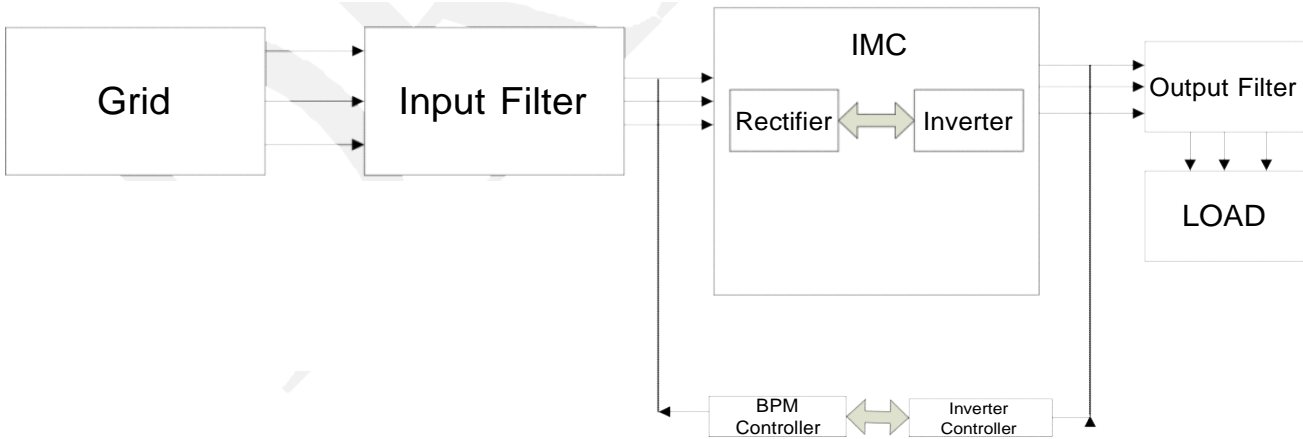 Grid
Input Filter
IMC
Rectifier
Inverter
Output Filter
LOAD
BPM
Controller
Inverter
Controller